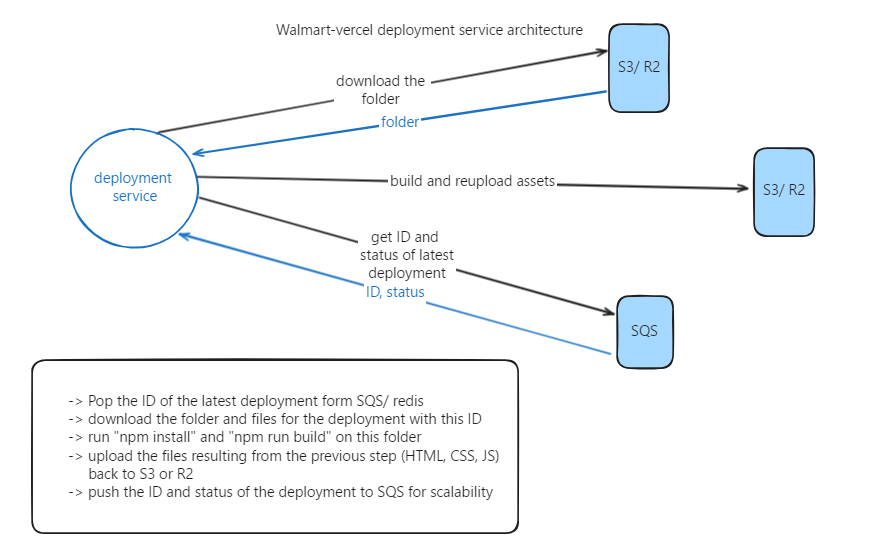 Walmart-vercel deployment service architecture
S3/ R2
download the
folder
folder
deployment
service
build and reupload assets
S3/ R2
get ID and
status of latest
deployment
ID, status
SQS
-> Pop the ID of the latest deployment form SQS/ redis
-> download the folder and files for the deployment with this ID
-> run "npm install" and "npm run build" on this folder
-> upload the files resulting from the previous step (HTML, CSS, JS)
back to S3 or R2
-> push the ID and status of the deployment to SQS for scalability